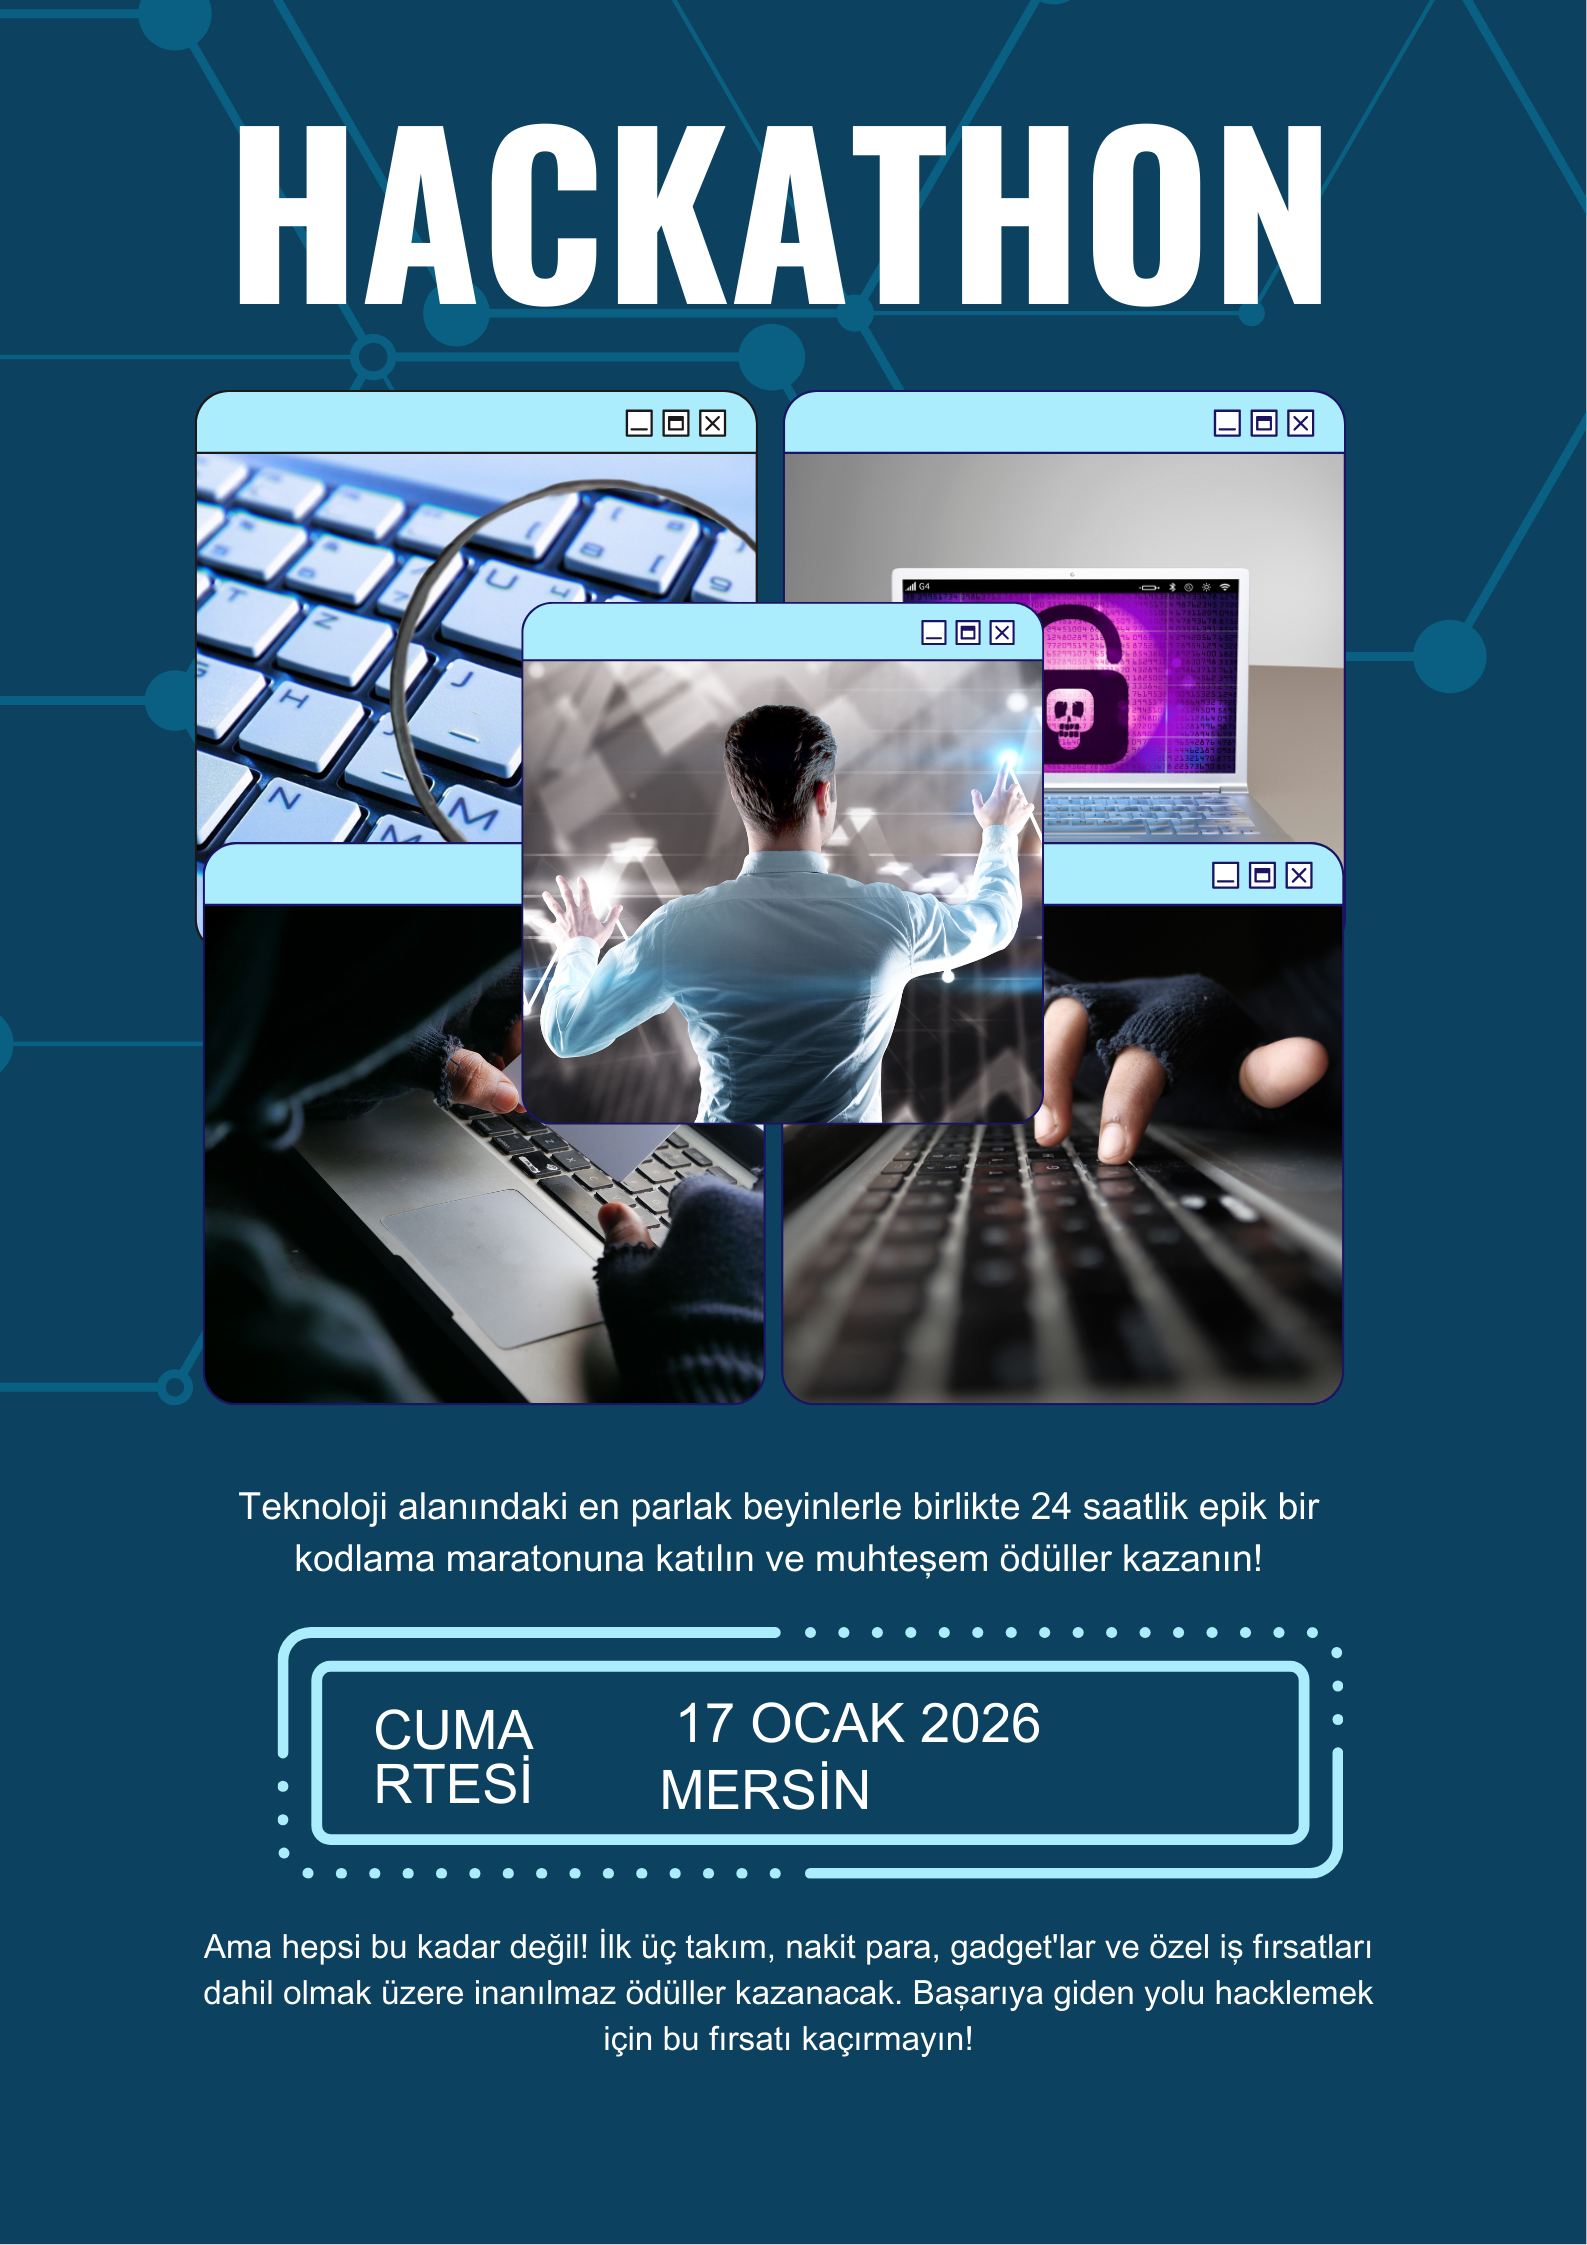 HACKATHON
G4
U
T
Z
J
H
N
M
Teknoloji alanındaki en parlak beyinlerle birlikte 24 saatlik epik bir
kodlama maratonuna katılın ve muhteşem ödüller kazanın!
CUMA
RTESİ
17 OCAK 2026
MERSİN
Ama hepsi bu kadar değil! İlk üç takım, nakit para, gadget'lar ve özel iş fırsatları
dahil olmak üzere inanılmaz ödüller kazanacak. Başarıya giden yolu hacklemek
için bu fırsatı kaçırmayın!